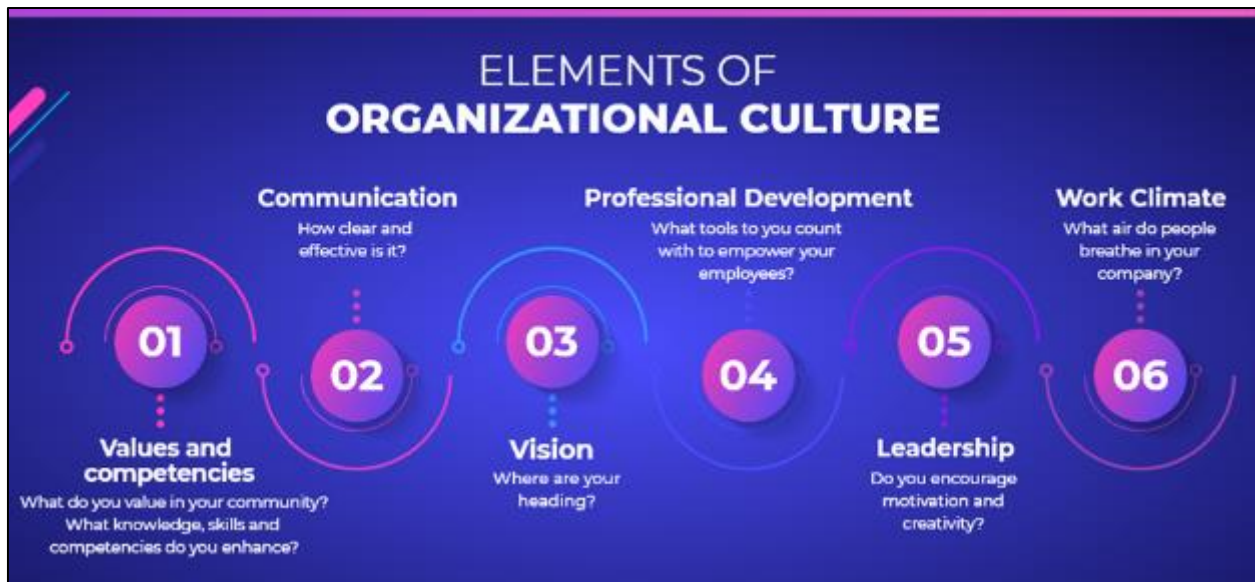 ELEMENTS OF
ORGANIZATIONAL CULTURE
01
Values and
competencies
What do you value in your community?
What knowledge, skills and
competencies do you enhance?
Communication
How clear and
effective is it?
02
03
Vision
Where are your
heading?
Professional Development
What tools to you count
with to empower your
employees?
04
05
Leadership
Do you encourage
motivation and
creativity?
Work Climate
What air do people
breathe in your
company?
06